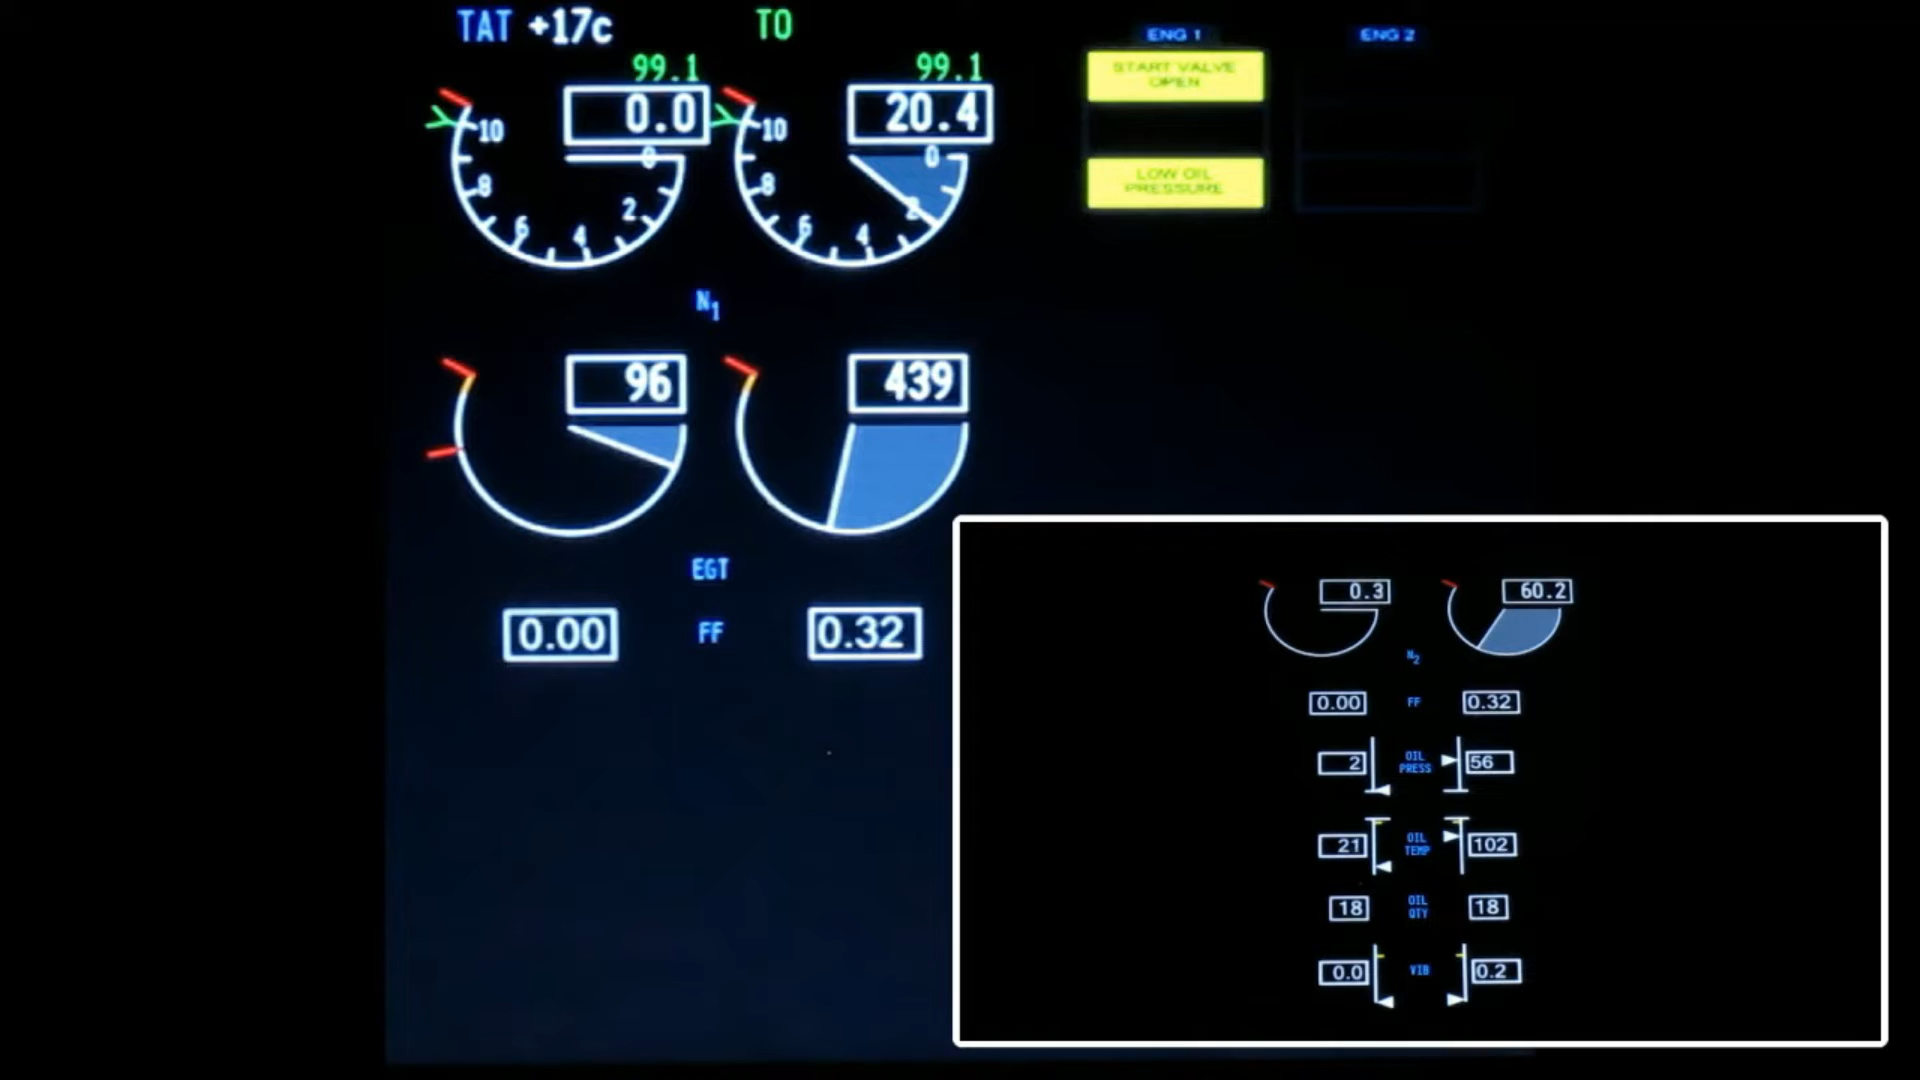 TAT +17c TO
99.1 99.1
0.0 20.4
10 8 6 4 2 0
10 8 6 4 2 0
N1
96 439
EGT
0.00 FF 0.32
ENG 1 ENG 2
START VALVE
OPEN
LOW OIL
PRESSURE
0.3 60.2
N2
0.00 FF 0.32
2 OIL
PRESS 56
21 OIL
TEMP 102
18 OIL
QTY 18
0.0 VIB 0.2